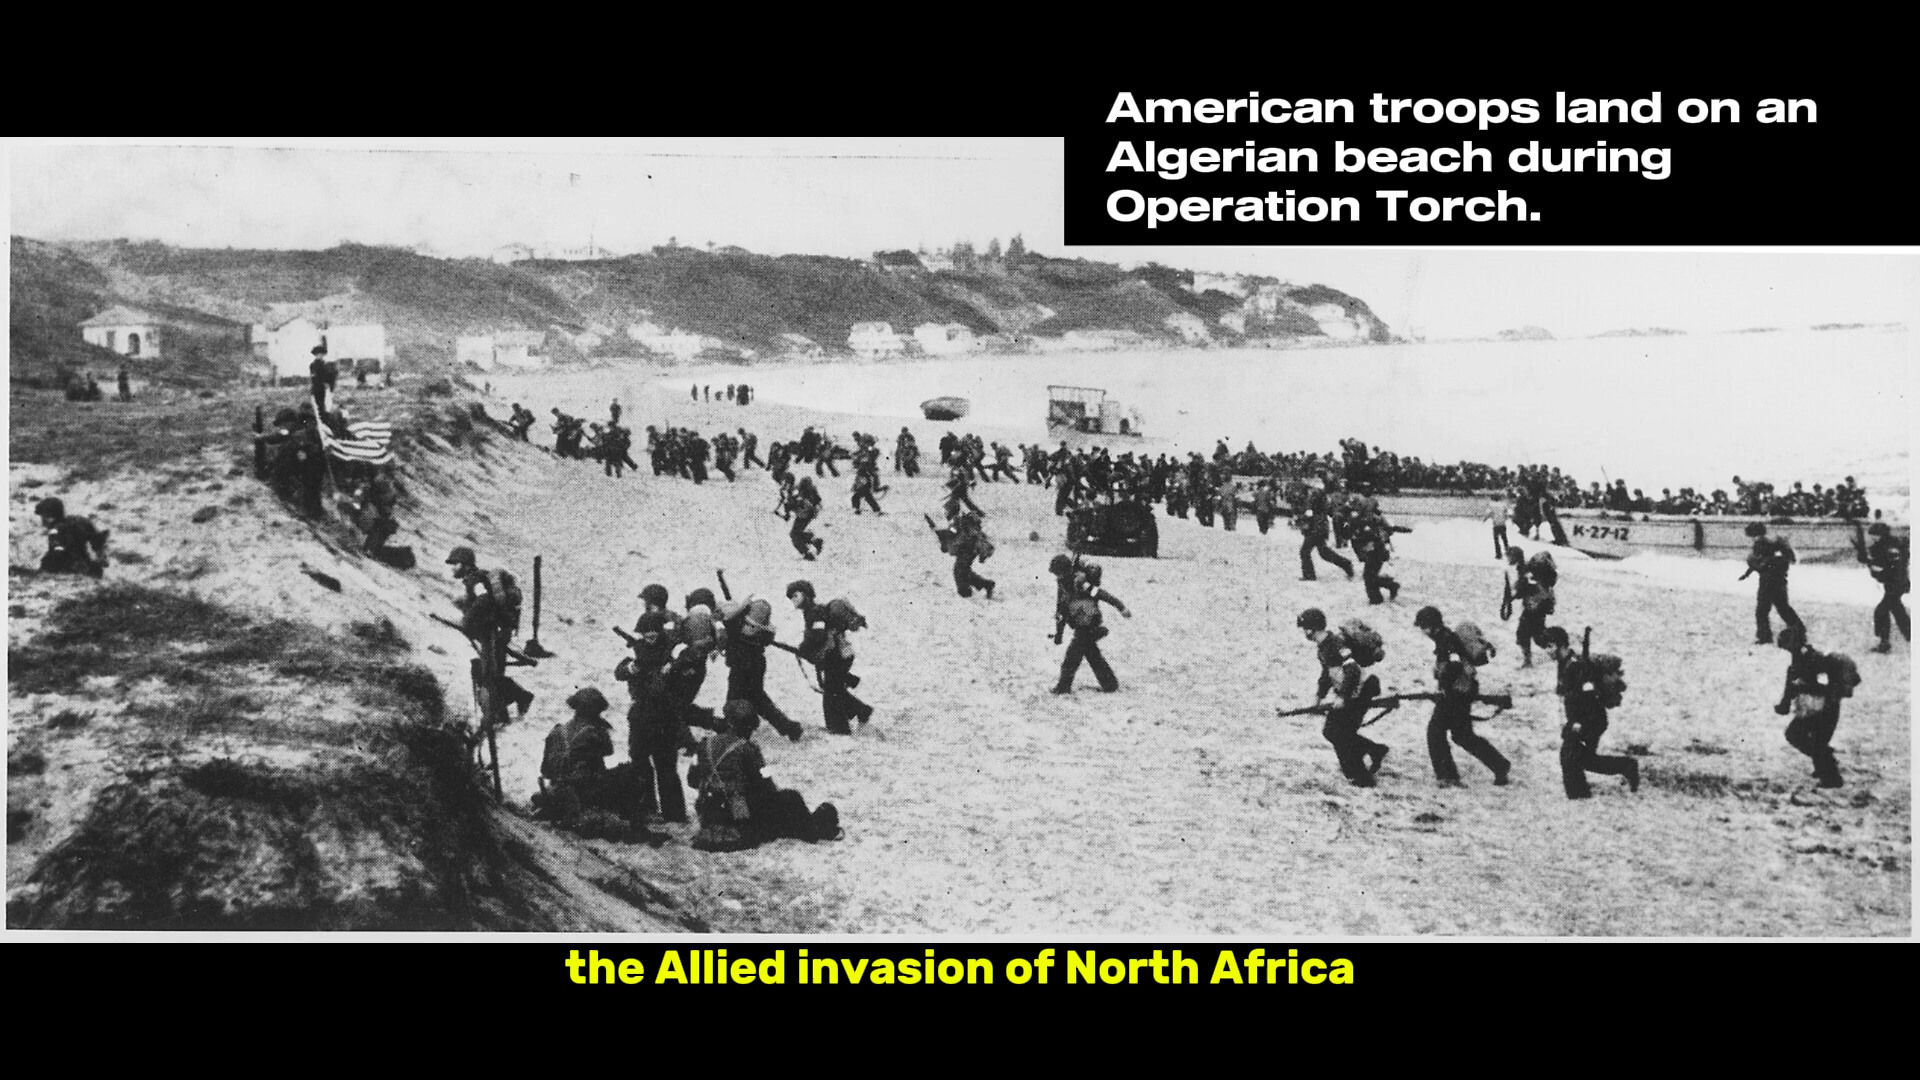 American troops land on an
Algerian beach during
Operation Torch.
K-27-12
the Allied invasion of North Africa